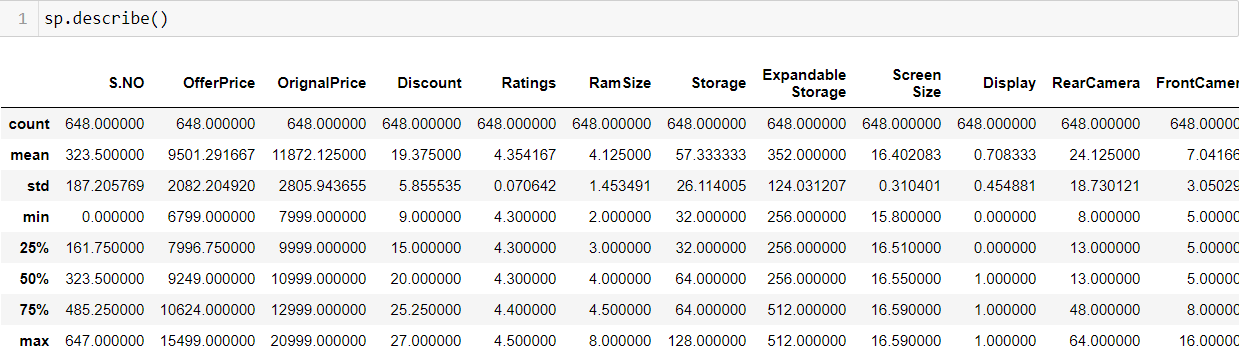 1 sp.describe()
S.NO OfferPrice OrignalPrice Discount Ratings RamSize Storage Expandable Storage Screen Size Display RearCamera FrontCamer
count 648.000000 648.000000 648.000000 648.000000 648.000000 648.000000 648.000000 648.000000 648.000000 648.000000 648.000000 648.00000
mean 323.500000 9501.291667 11872.125000 19.375000 4.354167 4.125000 57.333333 352.000000 16.402083 0.708333 24.125000 7.04166
std 187.205769 2082.204920 2805.943655 5.855535 0.070642 1.453491 26.114005 124.031207 0.310401 0.454881 18.730121 3.05029
min 0.000000 6799.000000 7999.000000 9.000000 4.300000 2.000000 32.000000 256.000000 15.800000 0.000000 8.000000 5.00000
25% 161.750000 7996.750000 9999.000000 15.000000 4.300000 3.000000 32.000000 256.000000 16.510000 0.000000 13.000000 5.00000
50% 323.500000 9249.000000 10999.000000 20.000000 4.300000 4.000000 64.000000 256.000000 16.550000 1.000000 13.000000 5.00000
75% 485.250000 10624.000000 12999.000000 25.250000 4.400000 4.500000 64.000000 512.000000 16.590000 1.000000 48.000000 8.00000
max 647.000000 15499.000000 20999.000000 27.000000 4.500000 8.000000 128.000000 512.000000 16.590000 1.000000 64.000000 16.00000